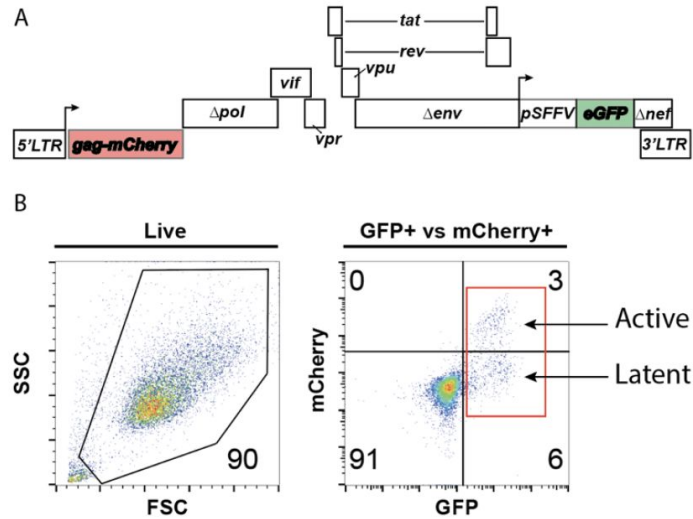 A
tat
rev
vif
vpu
Δpol
vpr
Δenv
pSFFV
eGFP
Δnef
5'LTR
gag-mCherry
3'LTR
B
Live
GFP+ vs mCherry+
SSC
90
FSC
mCherry
0
3
91
6
GFP
Active
Latent